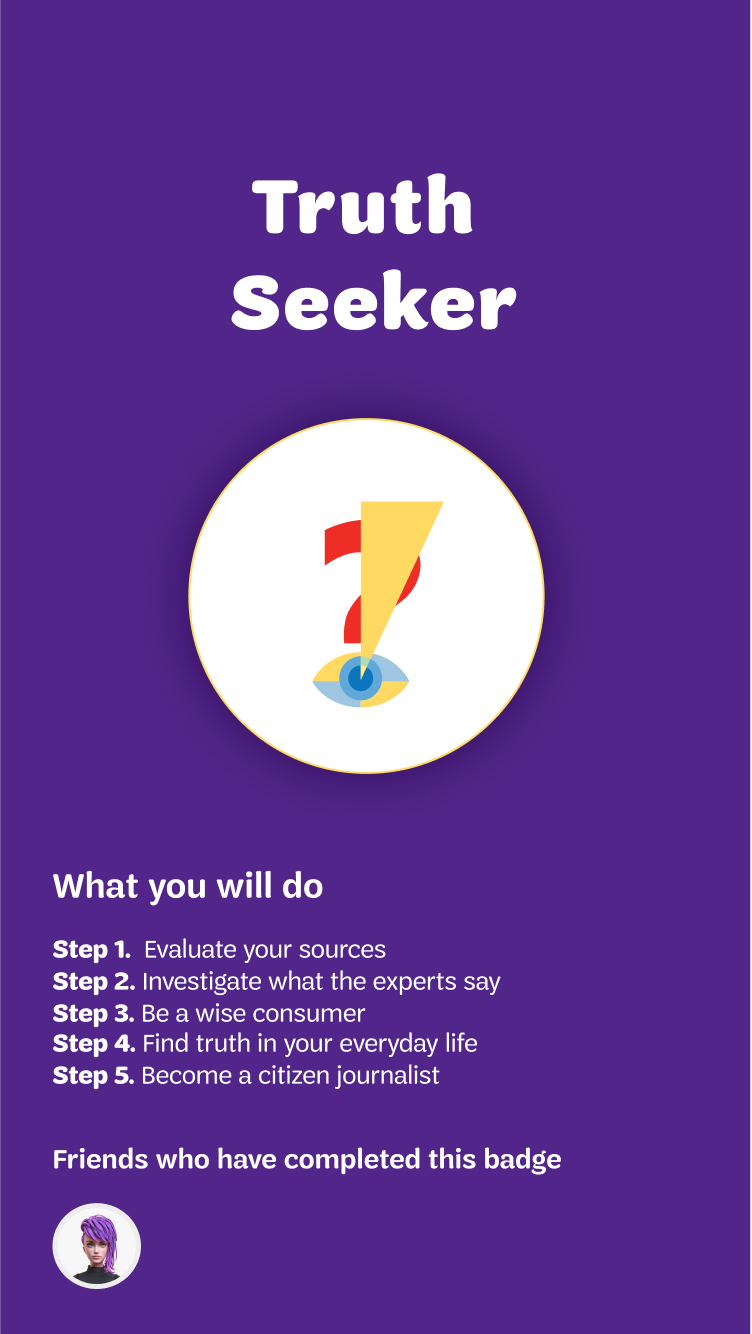 Truth
Seeker
?
What you will do
Step 1. Evaluate your sources
Step 2. Investigate what the experts say
Step 3. Be a wise consumer
Step 4. Find truth in your everyday life
Step 5. Become a citizen journalist
Friends who have completed this badge